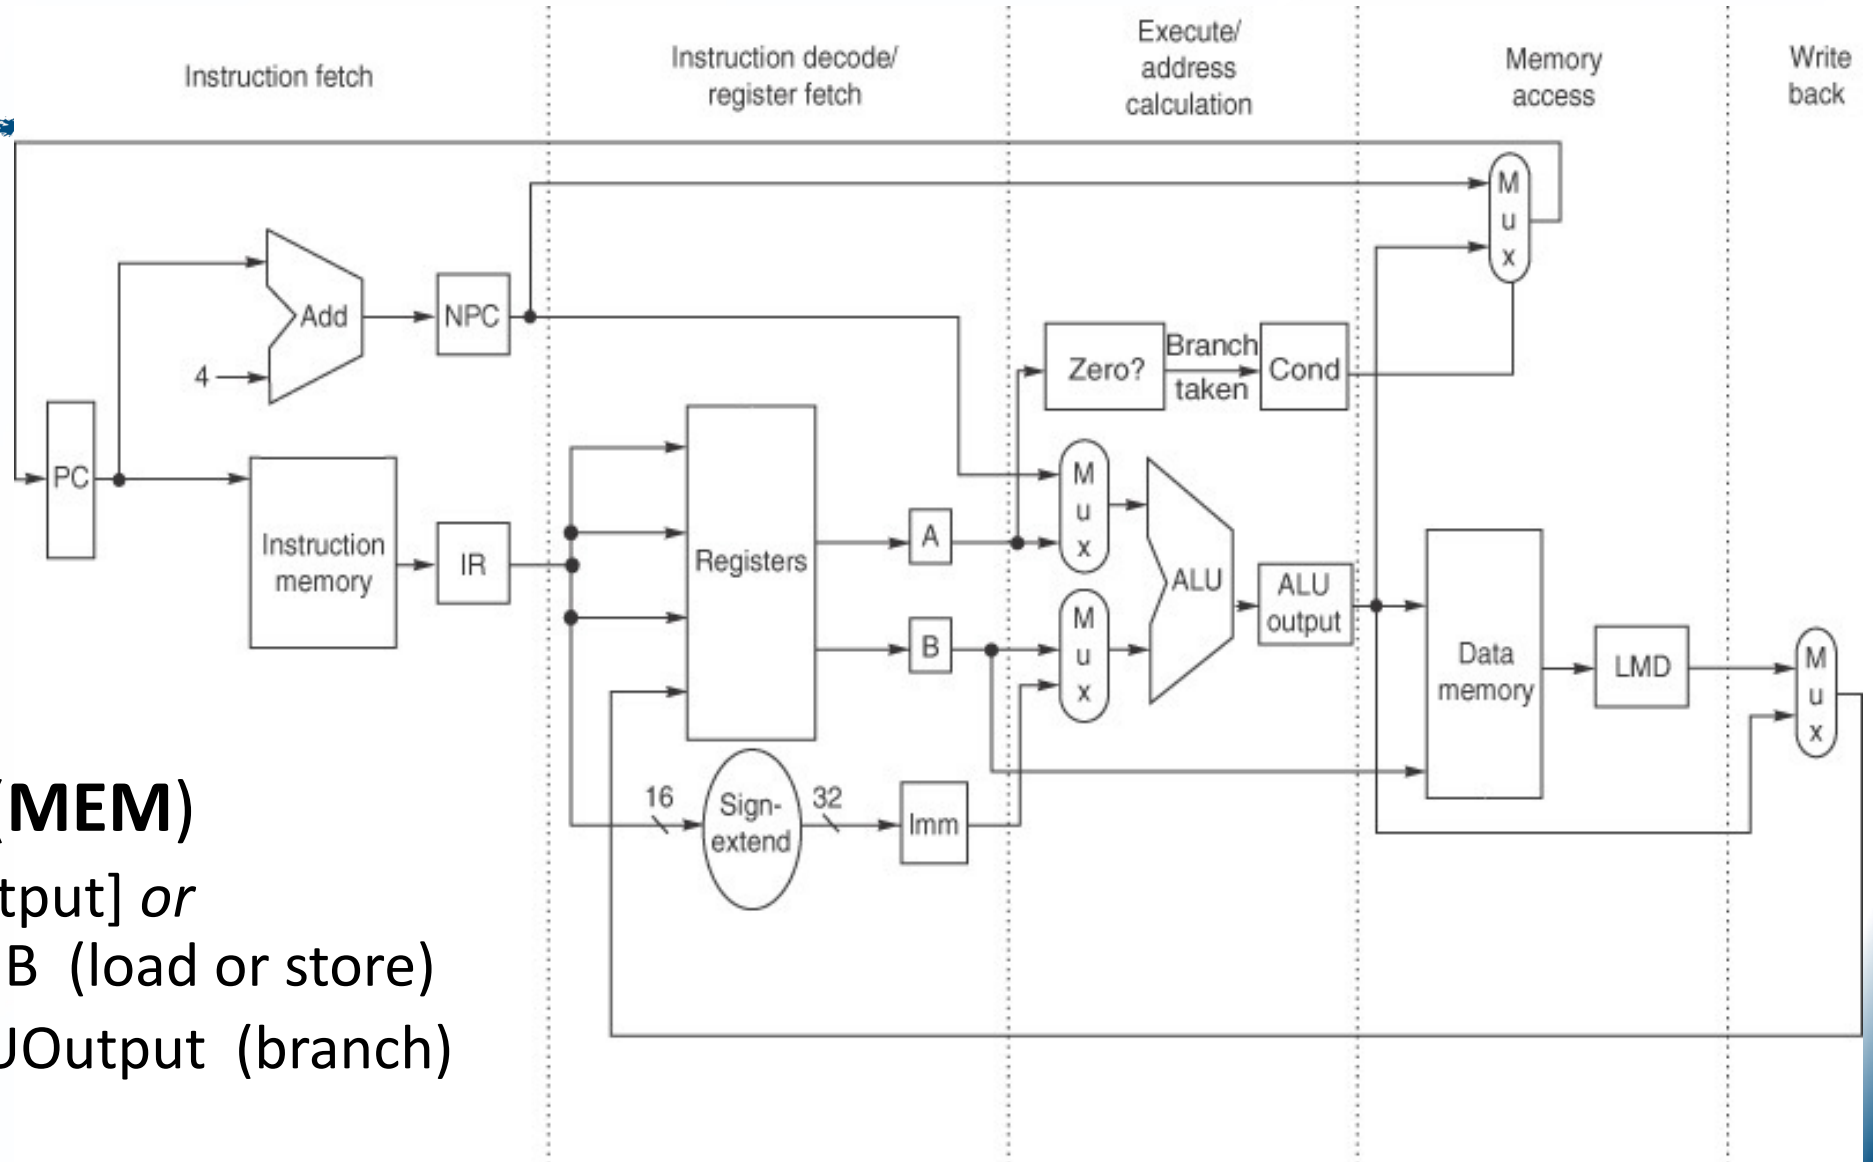 Instruction fetch
Instruction decode/
register fetch
Execute/
address
calculation
Memory
access
Write
back
M
u
x
Add
NPC
4
Zero?
Branch
taken
Cond
PC
Instruction
memory
IR
Registers
A
B
M
u
x
M
u
x
ALU
ALU
output
Data
memory
LMD
M
u
x
16
Sign-
extend
32
Imm
(MEM)
tput] or
B (load or store)
UOutput (branch)